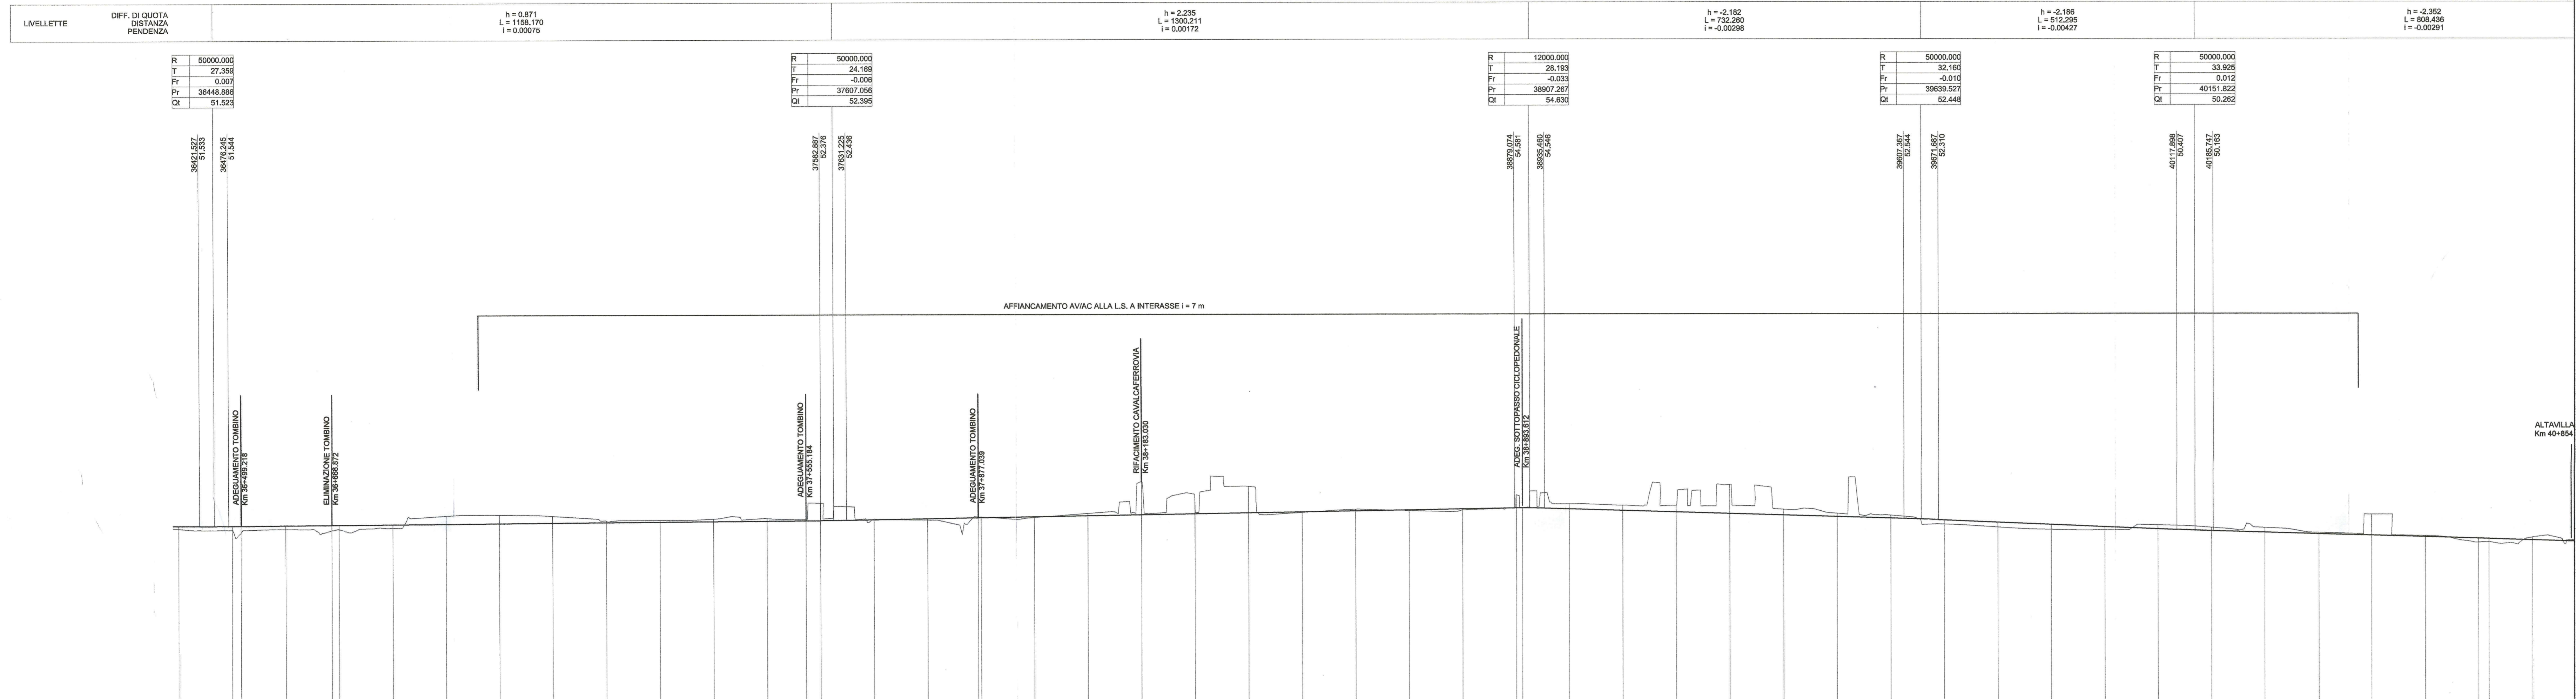 LIVELLETTE
DIFF. DI QUOTA
DISTANZA
PENDENZA
h = 0.871
L = 1158.170
i = 0.00075
h = 2.235
L = 1300.211
i = 0.00172
h = -2.182
L = 732.260
i = -0.00298
h = -2.186
L = 512.295
i = -0.00427
h = -2.352
L = 808.436
i = -0.00291
R 50000.000
T 27.359
Fr 0.007
Pr 36448.886
Qt 51.523
R 50000.000
T 24.169
Fr -0.006
Pr 37607.056
Qt 52.395
R 12000.000
T 28.193
Fr -0.033
Pr 38907.267
Qt 54.630
R 50000.000
T 32.160
Fr -0.010
Pr 39639.527
Qt 52.448
R 50000.000
T 33.925
Fr 0.012
Pr 40151.822
Qt 50.262
36421.527
51.533
36476.245
51.544
37582.887
52.376
37631.225
52.436
38879.074
54.581
38935.460
54.546
39607.367
52.544
39671.687
52.310
40117.898
50.407
40185.747
50.163
AFFIANCAMENTO AV/AC ALLA L.S. A INTERASSE i = 7 m
ADEGUAMENTO TOMBINO
Km 36+499.218
ELIMINAZIONE TOMBINO
Km 36+668.672
ADEGUAMENTO TOMBINO
Km 37+555.184
ADEGUAMENTO TOMBINO
Km 37+877.039
RIFACIMENTO CAVALCAFERROVIA
Km 38+183.030
ADEG. SOTTOPASSO CICLOPEDONALE
Km 38+893.612
ALTAVILLA
Km 40+854